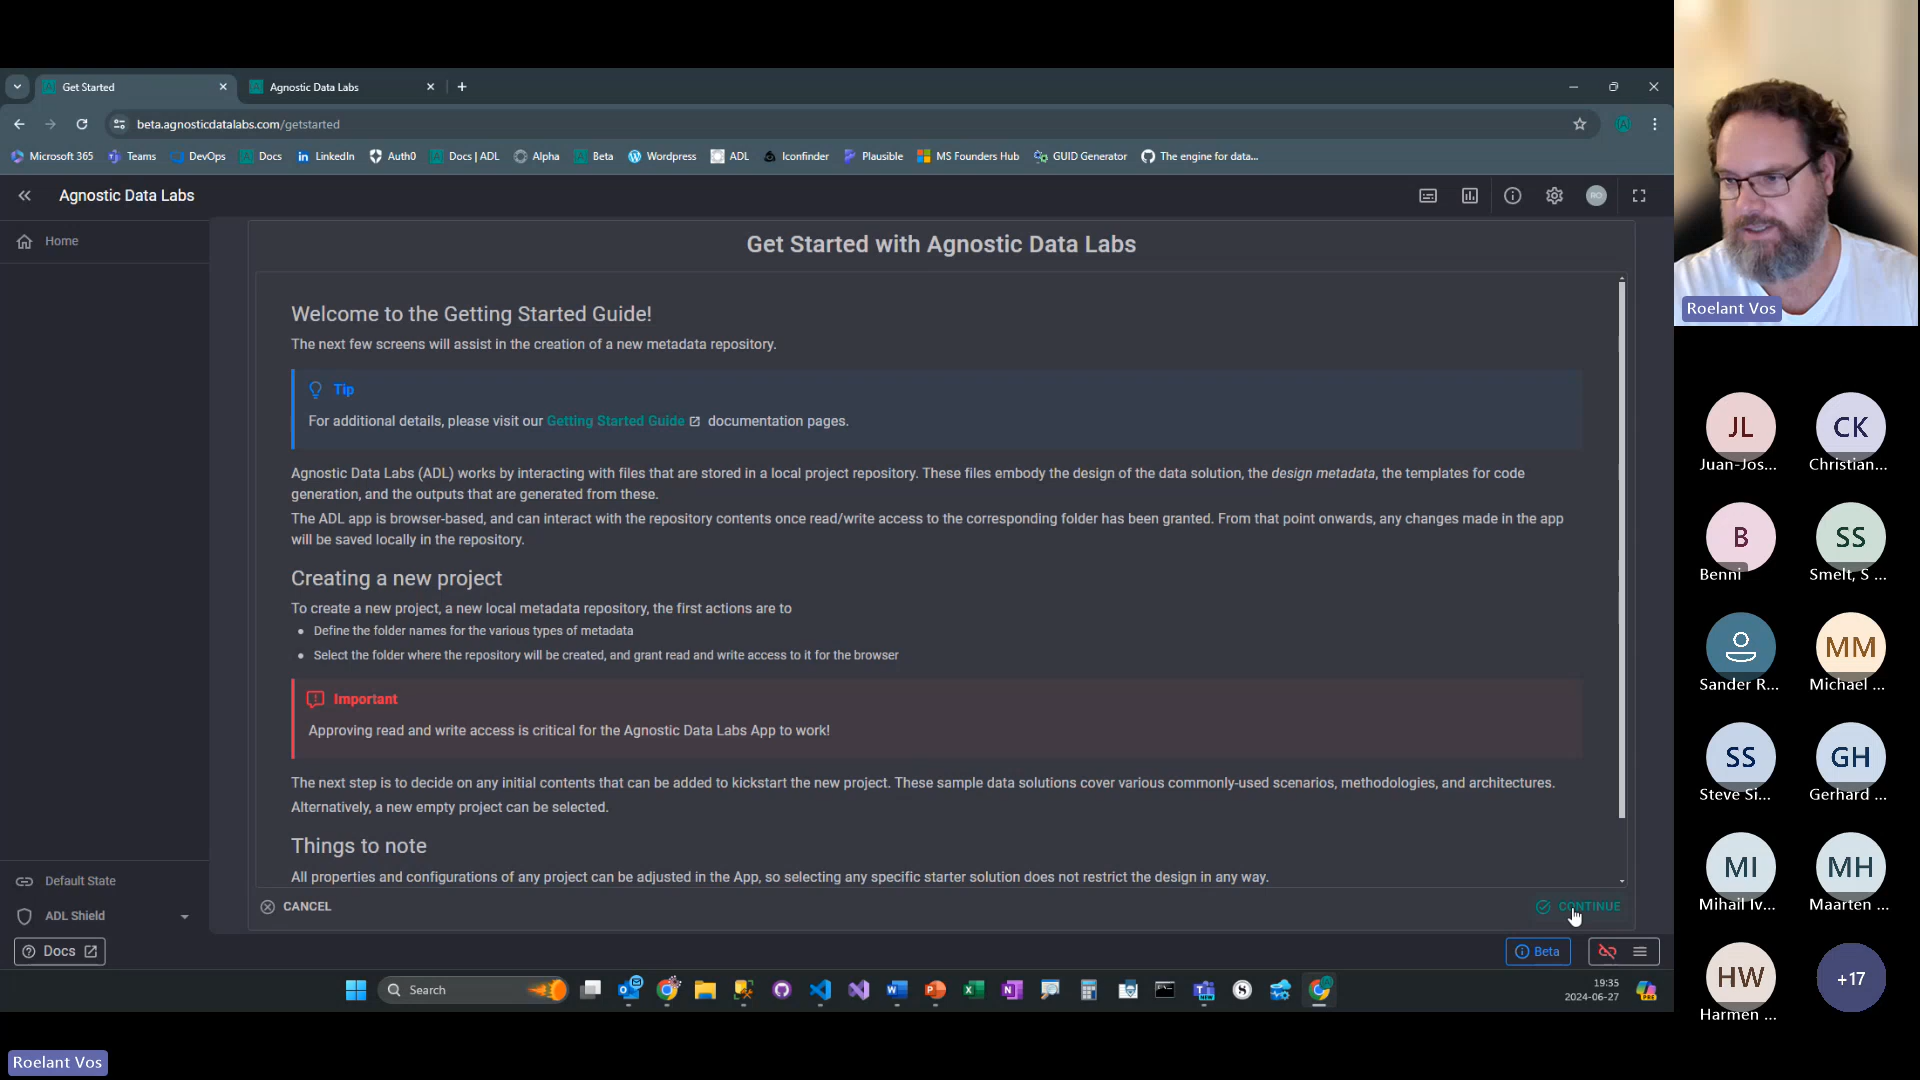 Get Started
Agnostic Data Labs
beta.agnosticdatalabs.com/getstarted
Microsoft 365
Teams
DevOps
Docs
LinkedIn
Auth0
Docs | ADL
Alpha
Beta
Wordpress
ADL
Iconfinder
Plausible
MS Founders Hub
GUID Generator
The engine for data...
Agnostic Data Labs
RO
Home
Get Started with Agnostic Data Labs
Welcome to the Getting Started Guide!
The next few screens will assist in the creation of a new metadata repository.
Tip
For additional details, please visit our Getting Started Guide documentation pages.
Agnostic Data Labs (ADL) works by interacting with files that are stored in a local project repository. These files embody the design of the data solution, the design metadata, the templates for code
generation, and the outputs that are generated from these.
The ADL app is browser-based, and can interact with the repository contents once read/write access to the corresponding folder has been granted. From that point onwards, any changes made in the app
will be saved locally in the repository.
Creating a new project
To create a new project, a new local metadata repository, the first actions are to
• Define the folder names for the various types of metadata
• Select the folder where the repository will be created, and grant read and write access to it for the browser
Important
Approving read and write access is critical for the Agnostic Data Labs App to work!
The next step is to decide on any initial contents that can be added to kickstart the new project. These sample data solutions cover various commonly-used scenarios, methodologies, and architectures.
Alternatively, a new empty project can be selected.
Things to note
All properties and configurations of any project can be adjusted in the App, so selecting any specific starter solution does not restrict the design in any way.
CANCEL
CONTINUE
Default State
ADL Shield
Docs
Beta
Search
19:35
2024-06-27
Roelant Vos
JL
Juan-Jos...
CK
Christian...
B
Benni
SS
Smelt, S ...
Sander R...
MM
Michael ...
SS
Steve Si...
GH
Gerhard ...
MI
Mihail Iv...
MH
Maarten ...
HW
Harmen ...
+17
Roelant Vos